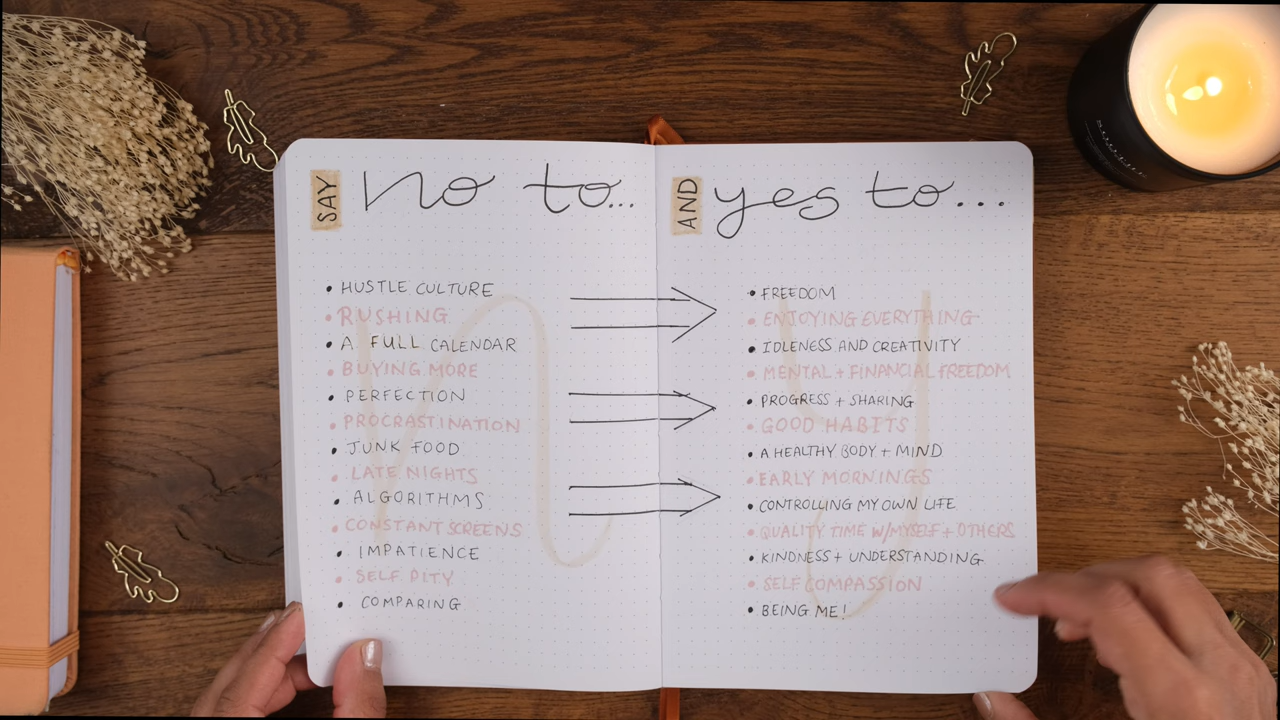 SAY no to...
• HUSTLE CULTURE
• RUSHING
• A FULL CALENDAR
• BUYING MORE
• PERFECTION
• PROCRASTINATION
• JUNK FOOD
• LATE NIGHTS
• ALGORITHMS
• CONSTANT SCREENS
• IMPATIENCE
• SELF PITY
• COMPARING
AND yes to...
• FREEDOM
• ENJOYING EVERYTHING
• IDLENESS AND CREATIVITY
• MENTAL + FINANCIAL FREEDOM
• PROGRESS + SHARING
• GOOD HABITS
• A HEALTHY BODY + MIND
• EARLY MORNINGS
• CONTROLLING MY OWN LIFE
• QUALITY TIME W/MYSELF + OTHERS
• KINDNESS + UNDERSTANDING
• SELF COMPASSION
• BEING ME!